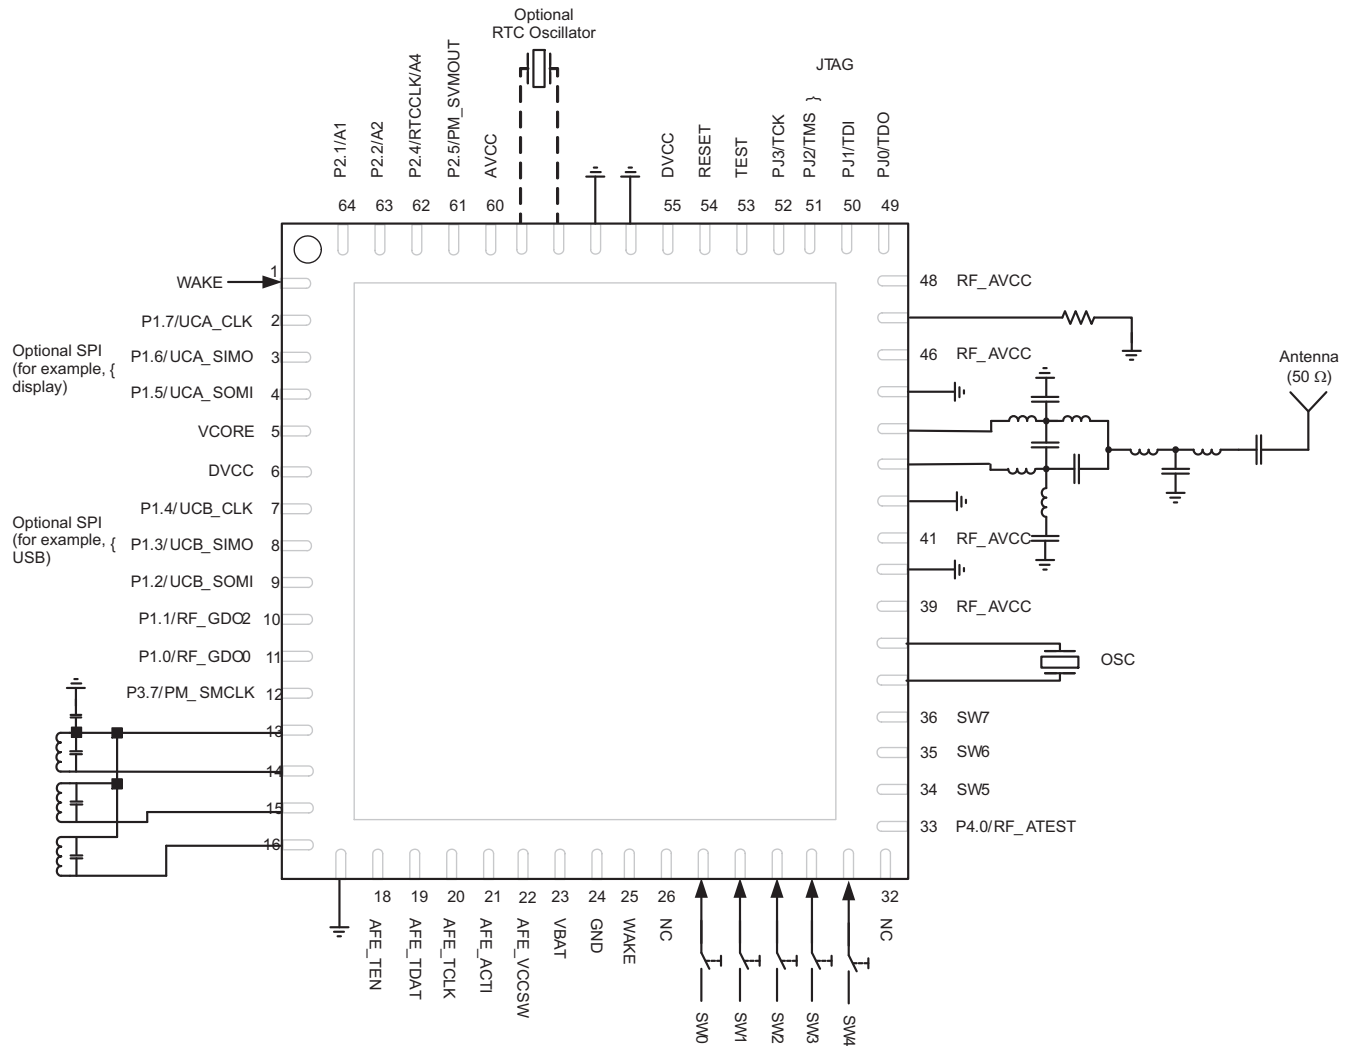 Optional
RTC Oscillator
JTAG
}
P2.1/A1
P2.2/A2
P2.4/RTCCLK/A4
P2.5/PM_SVMOUT
AVCC
DVCC
RESET
TEST
PJ3/TCK
PJ2/TMS
PJ1/TDI
PJ0/TDO
64 63 62 61 60 55 54 53 52 51 50 49
WAKE 1
P1.7/UCA_CLK 2
Optional SPI
(for example, {
display)
P1.6/UCA_SIMO 3
P1.5/UCA_SOMI 4
VCORE 5
DVCC 6
P1.4/UCB_CLK 7
Optional SPI
(for example, {
USB)
P1.3/UCB_SIMO 8
P1.2/UCB_SOMI 9
P1.1/RF_GDO2 10
P1.0/RF_GDO0 11
P3.7/PM_SMCLK 12
13
14
15
16
48 RF_AVCC
46 RF_AVCC
Antenna
(50 Ω)
41 RF_AVCC
39 RF_AVCC
OSC
36 SW7
35 SW6
34 SW5
33 P4.0/RF_ATEST
18 19 20 21 22 23 24 25 26 32
AFE_TEN
AFE_TDAT
AFE_TCLK
AFE_ACTI
AFE_VCCSW
VBAT
GND
WAKE
NC
SW0
SW1
SW2
SW3
SW4
NC